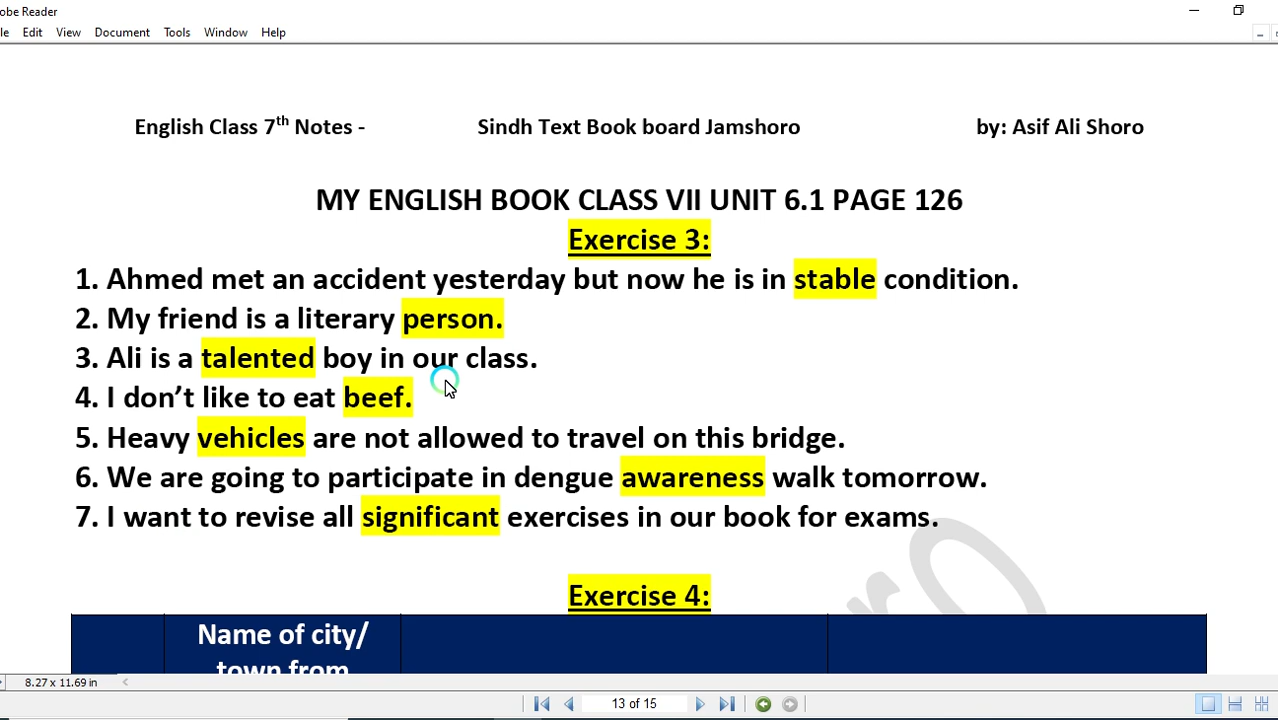 obe Reader
le Edit View Document Tools Window Help
English Class 7th Notes - Sindh Text Book board Jamshoro by: Asif Ali Shoro
MY ENGLISH BOOK CLASS VII UNIT 6.1 PAGE 126
Exercise 3:
1. Ahmed met an accident yesterday but now he is in stable condition.
2. My friend is a literary person.
3. Ali is a talented boy in our class.
4. I don’t like to eat beef.
5. Heavy vehicles are not allowed to travel on this bridge.
6. We are going to participate in dengue awareness walk tomorrow.
7. I want to revise all significant exercises in our book for exams.
Exercise 4:
Name of city/
town from
8.27 x 11.69 in
13 of 15